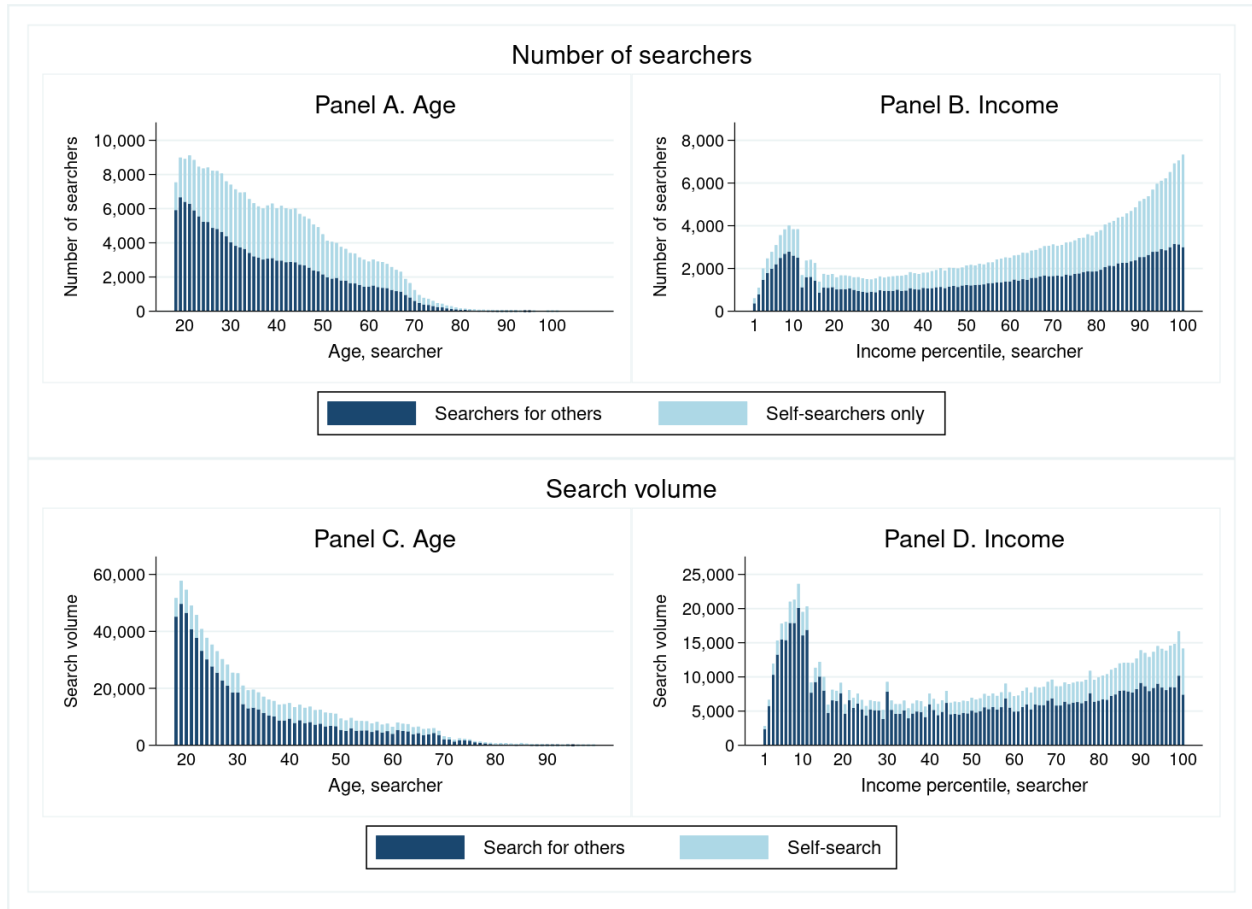 Number of searchers
Panel A. Age
Number of searchers
10,000
8,000
6,000
4,000
2,000
0
20 30 40 50 60 70 80 90 100
Age, searcher
Panel B. Income
Number of searchers
8,000
6,000
4,000
2,000
0
1 10 20 30 40 50 60 70 80 90 100
Income percentile, searcher
Searchers for others Self-searchers only
Search volume
Panel C. Age
Search volume
60,000
40,000
20,000
0
20 30 40 50 60 70 80 90
Age, searcher
Panel D. Income
Search volume
25,000
20,000
15,000
10,000
5,000
0
1 10 20 30 40 50 60 70 80 90 100
Income percentile, searcher
Search for others Self-search